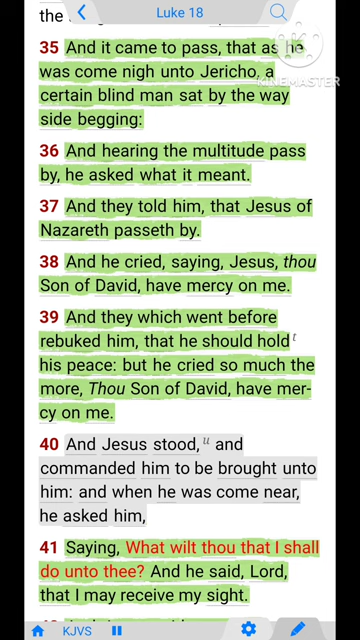 Luke 18
the
KINEMASTER
35 And it came to pass, that as he
was come nigh unto Jericho, a
certain blind man sat by the way
side begging:
36 And hearing the multitude pass
by, he asked what it meant.
37 And they told him, that Jesus of
Nazareth passeth by.
38 And he cried, saying, Jesus, thou
Son of David, have mercy on me.
39 And they which went before
rebuked him, that he should hold t
his peace: but he cried so much the
more, Thou Son of David, have mer-
cy on me.
40 And Jesus stood, u and
commanded him to be brought unto
him: and when he was come near,
he asked him,
41 Saying, What wilt thou that I shall
do unto thee? And he said, Lord,
that I may receive my sight.
KJVS